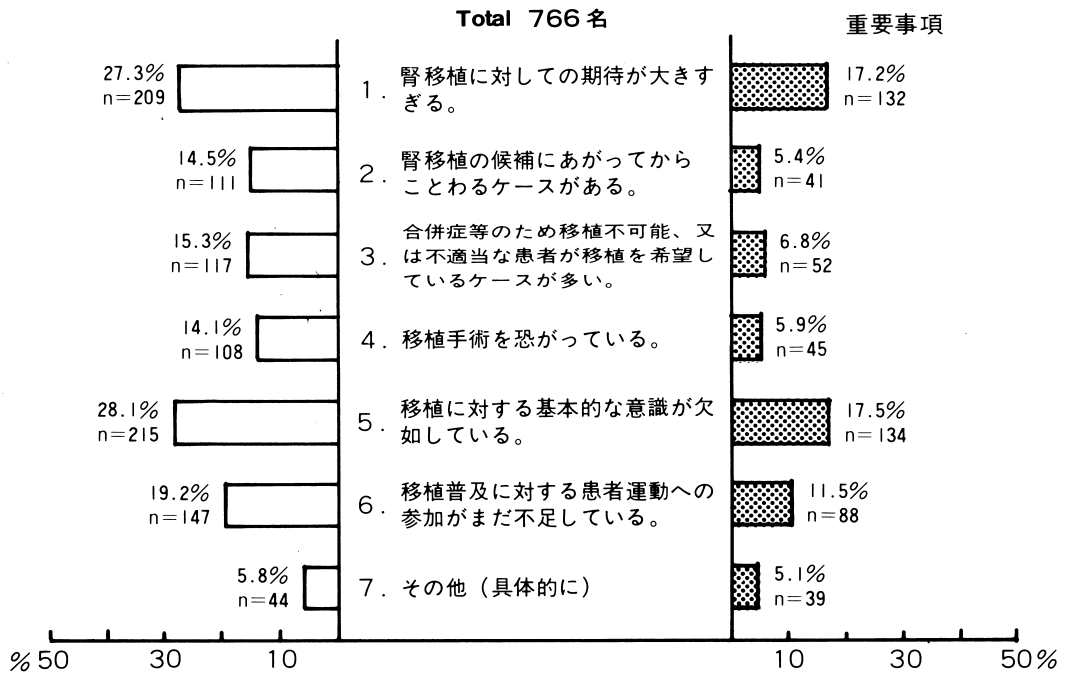 Total 766名
重要事項
27.3%
n=209
1. 腎移植に対しての期待が大きす
ぎる。
17.2%
n=132
14.5%
n=111
2. 腎移植の候補にあがってから
ことわるケースがある。
5.4%
n=41
15.3%
n=117
3. 合併症等のため移植不可能、又
は不適当な患者が移植を希望し
ているケースが多い。
6.8%
n=52
14.1%
n=108
4. 移植手術を恐がっている。
5.9%
n=45
28.1%
n=215
5. 移植に対する基本的な意識が欠
如している。
17.5%
n=134
19.2%
n=147
6. 移植普及に対する患者運動への
参加がまだ不足している。
11.5%
n=88
5.8%
n=44
7. その他（具体的に）
5.1%
n=39
% 50 30 10 10 30 50%